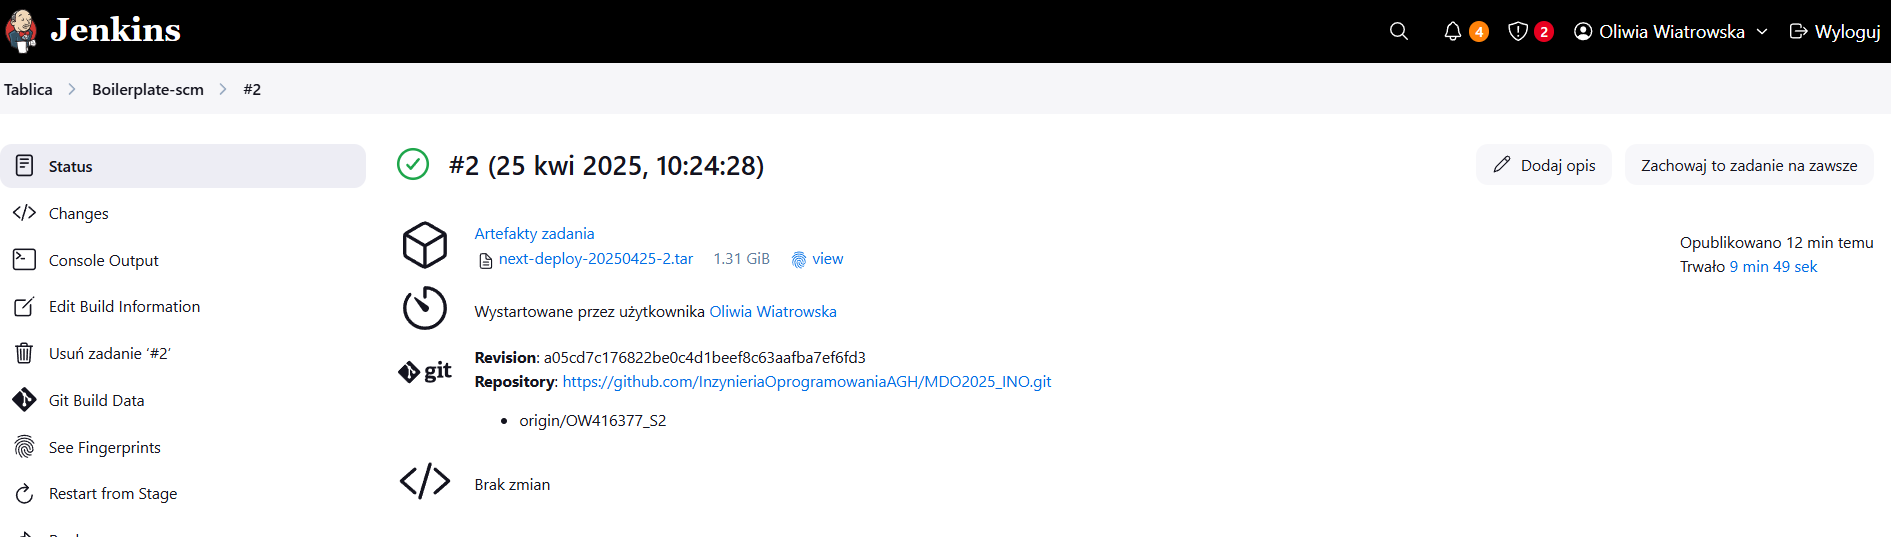 Jenkins
4
2
Oliwia Wiatrowska
Wyloguj
Tablica
Boilerplate-scm
#2
Status
Changes
Console Output
Edit Build Information
Usuń zadanie ‘#2’
Git Build Data
See Fingerprints
Restart from Stage
#2 (25 kwi 2025, 10:24:28)
Dodaj opis
Zachowaj to zadanie na zawsze
Artefakty zadania
next-deploy-20250425-2.tar 1.31 GiB view
Opublikowano 12 min temu
Trwało 9 min 49 sek
Wystartowane przez użytkownika Oliwia Wiatrowska
git
Revision: a05cd7c176822be0c4d1beef8c63aafba7ef6fd3
Repository: https://github.com/InzynieriaOprogramowaniaAGH/MDO2025_INO.git
origin/OW416377_S2
Brak zmian